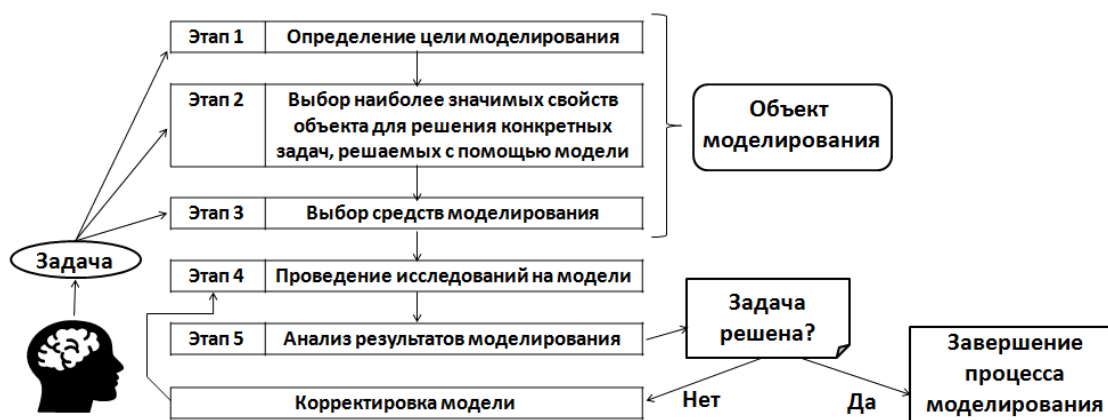 Этап 1 Определение цели моделирования
Этап 2 Выбор наиболее значимых свойств
объекта для решения конкретных
задач, решаемых с помощью модели
Объект
моделирования
Этап 3 Выбор средств моделирования
Задача
Этап 4 Проведение исследований на модели
Этап 5 Анализ результатов моделирования
Задача
решена?
Корректировка модели
Нет
Да
Завершение
процесса
моделирования